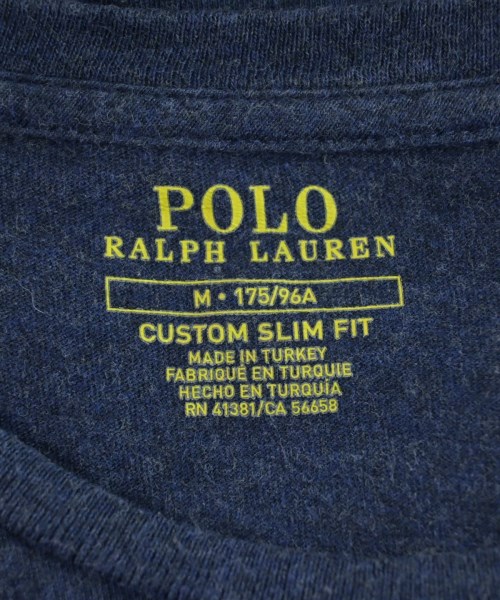 POLO
RALPH LAUREN
M • 175/96A
CUSTOM SLIM FIT
MADE IN TURKEY
FABRIQUÉ EN TURQUIE
HECHO EN TURQUÍA
RN 41381/CA 56658